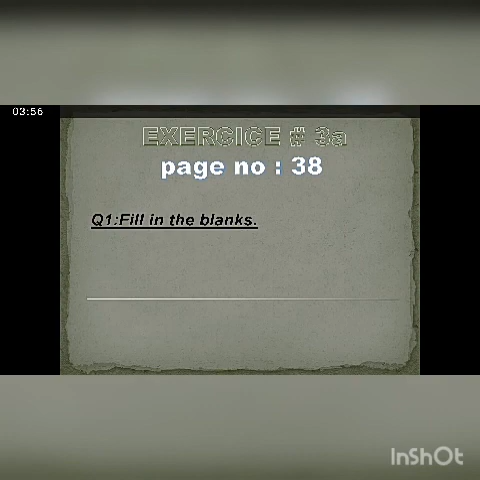 03:56
EXERCICE # 3a
page no : 38
Q1:Fill in the blanks.
InShOt